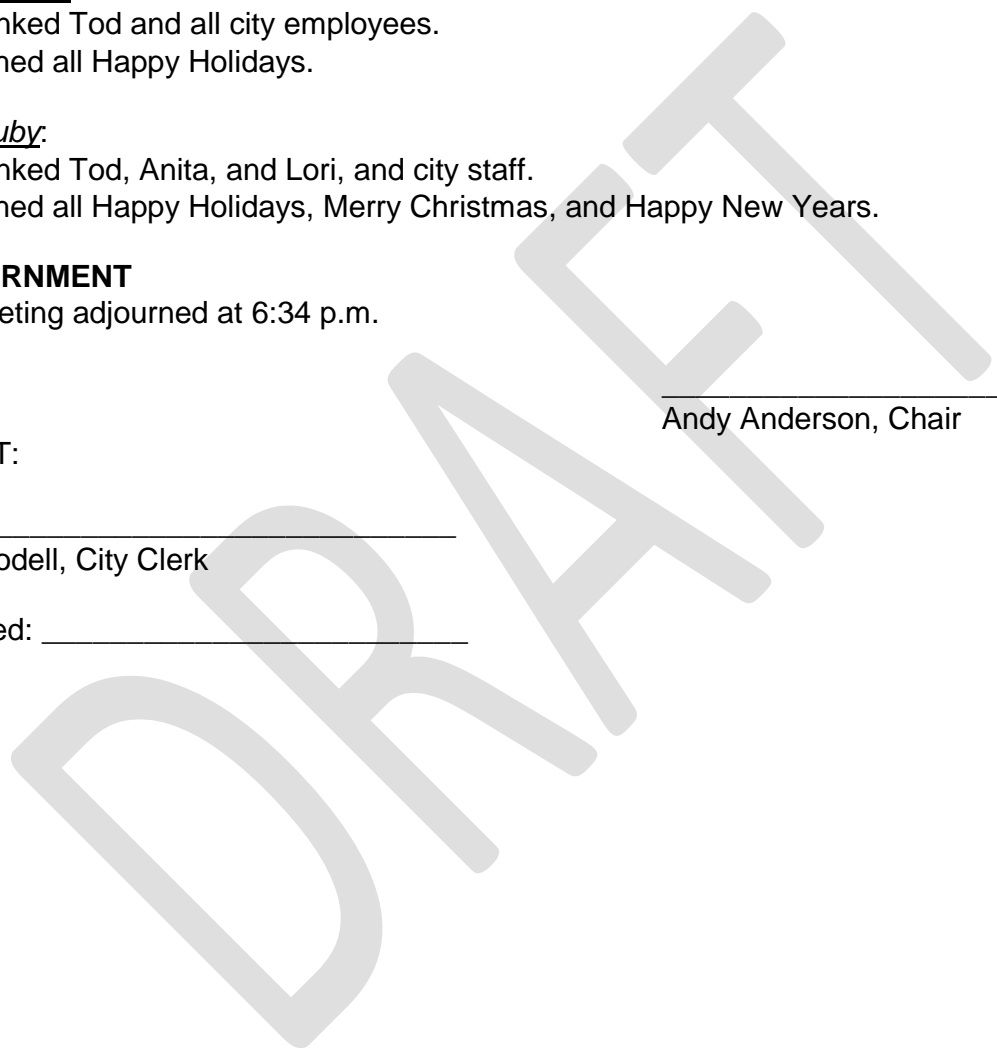 nked Tod and all city employees.
hed all Happy Holidays.
uby:
nked Tod, Anita, and Lori, and city staff.
hed all Happy Holidays, Merry Christmas, and Happy New Years.
RNMENT
eting adjourned at 6:34 p.m.
Andy Anderson, Chair
T:
odell, City Clerk
ed:
DRAFT